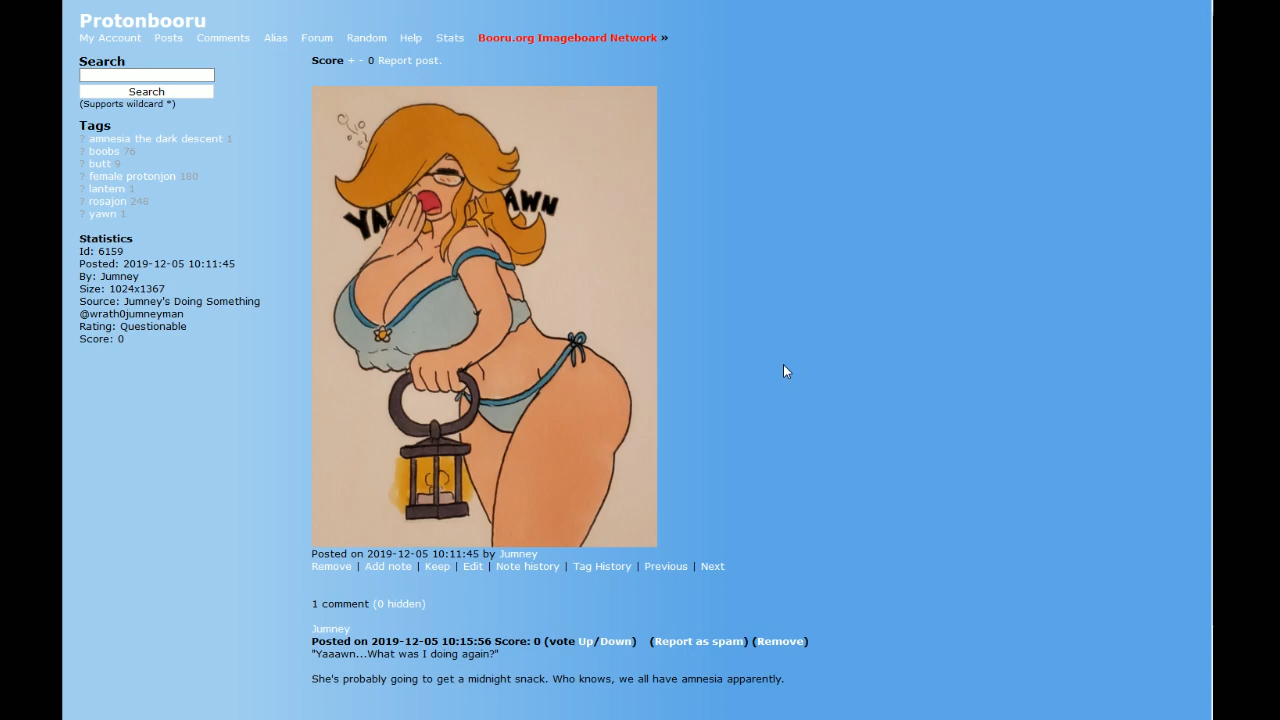 Protonbooru
My Account Posts Comments Alias Forum Random Help Stats Booru.org Imageboard Network »
Search
Search
(Supports wildcard *)
Tags
? amnesia the dark descent 1
? boobs 76
? butt 9
? female protonjon 180
? lantern 1
? rosajon 248
? yawn 1
Statistics
Id: 6159
Posted: 2019-12-05 10:11:45
By: Jumney
Size: 1024x1367
Source: Jumney's Doing Something
@wrath0jumneyman
Rating: Questionable
Score: 0
Score + - 0 Report post.
YA AWN
Posted on 2019-12-05 10:11:45 by Jumney
Remove | Add note | Keep | Edit | Note history | Tag History | Previous | Next
1 comment (0 hidden)
Jumney
Posted on 2019-12-05 10:15:56 Score: 0 (vote Up/Down) (Report as spam) (Remove)
"Yaaawn...What was I doing again?"
She's probably going to get a midnight snack. Who knows, we all have amnesia apparently.